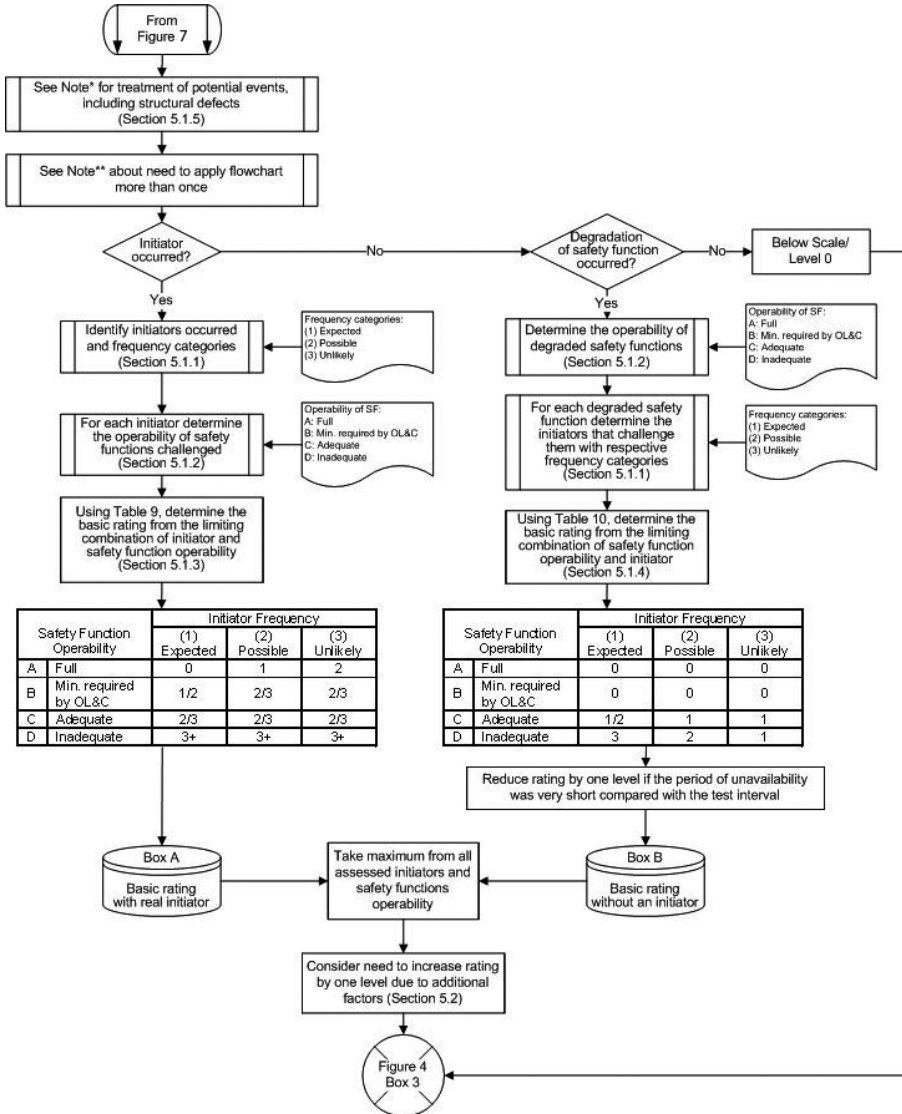 From
Figure 7
See Note* for treatment of potential events,
including structural defects
(Section 5.1.5)
See Note** about need to apply flowchart
more than once
Initiator
occurred?
No
Degradation
of safety function
occurred?
No
Below Scale/
Level 0
Yes
Yes
Identify initiators occurred
and frequency categories
(Section 5.1.1)
Frequency categories:
(1) Expected
(2) Possible
(3) Unlikely
Determine the operability of
degraded safety functions
(Section 5.1.2)
Operability of SF:
A: Full
B: Min. required by OL&C
C: Adequate
D: Inadequate
For each initiator determine
the operability of safety
functions challenged
(Section 5.1.2)
Operability of SF:
A: Full
B: Min. required by OL&C
C: Adequate
D: Inadequate
For each degraded safety
function determine the
initiators that challenge
them with respective
frequency categories
(Section 5.1.1)
Frequency categories:
(1) Expected
(2) Possible
(3) Unlikely
Using Table 9, determine the
basic rating from the limiting
combination of initiator and
safety function operability
(Section 5.1.3)
Using Table 10, determine the
basic rating from the limiting
combination of safety function
operability and initiator
(Section 5.1.4)
Safety Function
Operability
Initiator Frequency
(1)
Expected
(2)
Possible
(3)
Unlikely
A Full 0 1 2
B Min. required
by OL&C 1/2 2/3 2/3
C Adequate 2/3 2/3 2/3
D Inadequate 3+ 3+ 3+
Safety Function
Operability
Initiator Frequency
(1)
Expected
(2)
Possible
(3)
Unlikely
A Full 0 0 0
B Min. required
by OL&C 0 0 0
C Adequate 1/2 1 1
D Inadequate 3 2 1
Reduce rating by one level if the period of unavailability
was very short compared with the test interval
Box A
Basic rating
with real initiator
Take maximum from all
assessed initiators and
safety functions
operability
Box B
Basic rating
without an initiator
Consider need to increase rating
by one level due to additional
factors (Section 5.2)
Figure 4
Box 3